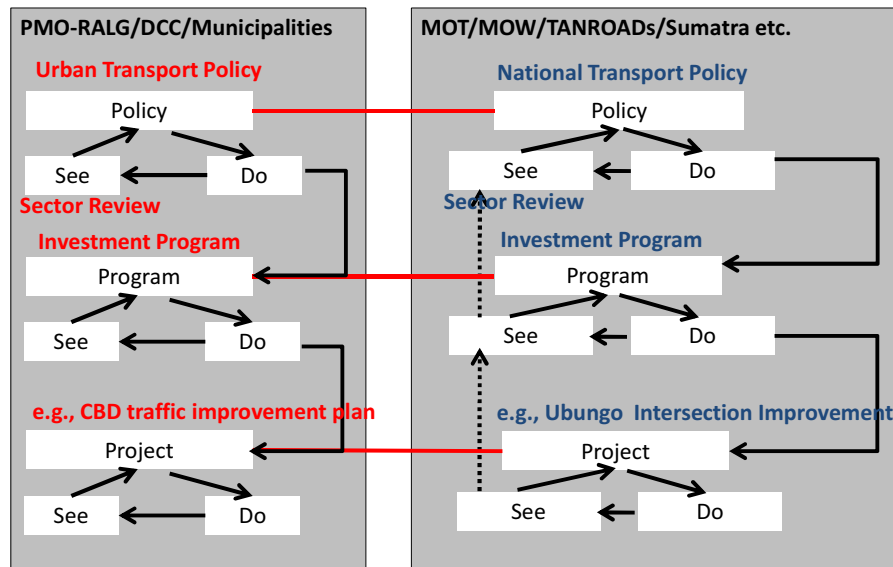 PMO-RALG/DCC/Municipalities
Urban Transport Policy
Policy
See
Do
Sector Review
Investment Program
Program
See
Do
e.g., CBD traffic improvement plan
Project
See
Do
MOT/MOW/TANROADs/Sumatra etc.
National Transport Policy
Policy
See
Do
Sector Review
Investment Program
Program
See
Do
e.g., Ubungo Intersection Improvement
Project
See
Do